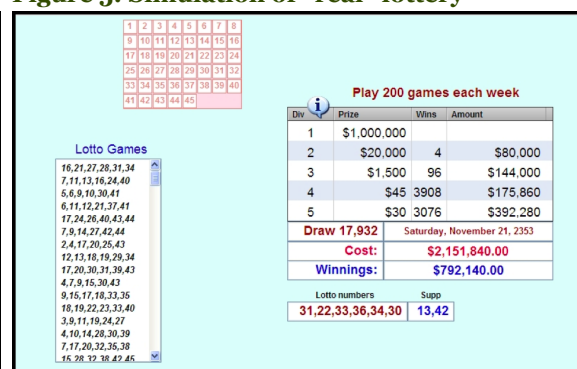 Figure 3: Simulation of "real" lottery
1 2 3 4 5 6 7 8
9 10 11 12 13 14 15 16
17 18 19 20 21 22 23 24
25 26 27 28 29 30 31 32
33 34 35 36 37 38 39 40
41 42 43 44 45
Lotto Games
16,21,27,28,31,34
7,11,13,16,24,40
5,6,9,10,30,41
6,11,12,21,37,41
17,24,26,40,43,44
7,9,14,27,42,44
2,4,17,20,25,43
12,13,18,19,29,34
17,20,30,31,39,43
4,7,9,15,30,43
9,15,17,18,33,35
18,19,22,23,33,40
3,9,11,19,24,27
4,10,14,28,30,39
7,17,20,32,35,38
15,28,32,38,42,45
Play 200 games each week
Div i Prize Wins Amount
1 $1,000,000
2 $20,000 4 $80,000
3 $1,500 96 $144,000
4 $45 3908 $175,860
5 $30 3076 $392,280
Draw 17,932 Saturday, November 21, 2353
Cost: $2,151,840.00
Winnings: $792,140.00
Lotto numbers Supp
31,22,33,36,34,30 13,42